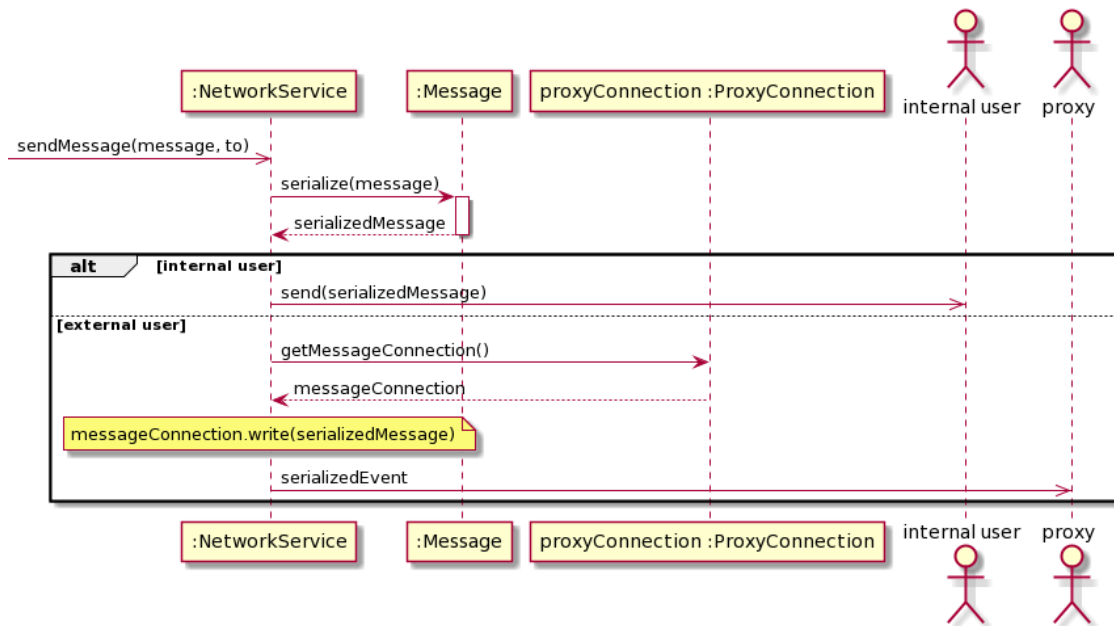 internal user
proxy
:NetworkService
:Message
proxyConnection :ProxyConnection
sendMessage(message, to)
serialize(message)
serializedMessage
alt
[internal user]
send(serializedMessage)
[external user]
getMessageConnection()
messageConnection
messageConnection.write(serializedMessage)
serializedEvent
:NetworkService
:Message
proxyConnection :ProxyConnection
internal user
proxy